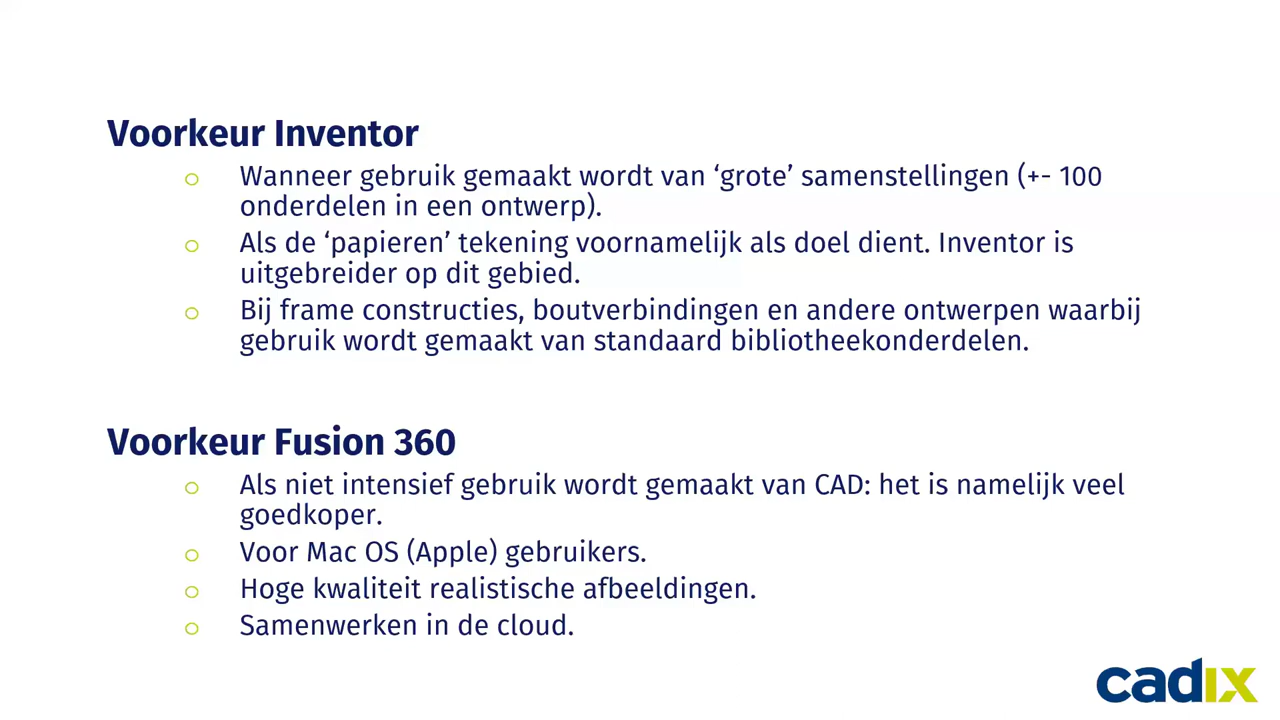 Voorkeur Inventor
o Wanneer gebruik gemaakt wordt van ‘grote’ samenstellingen (+- 100
onderdelen in een ontwerp).
o Als de ‘papieren’ tekening voornamelijk als doel dient. Inventor is
uitgebreider op dit gebied.
o Bij frame constructies, boutverbindingen en andere ontwerpen waarbij
gebruik wordt gemaakt van standaard bibliotheekonderdelen.
Voorkeur Fusion 360
o Als niet intensief gebruik wordt gemaakt van CAD: het is namelijk veel
goedkoper.
o Voor Mac OS (Apple) gebruikers.
o Hoge kwaliteit realistische afbeeldingen.
o Samenwerken in de cloud.
cadix